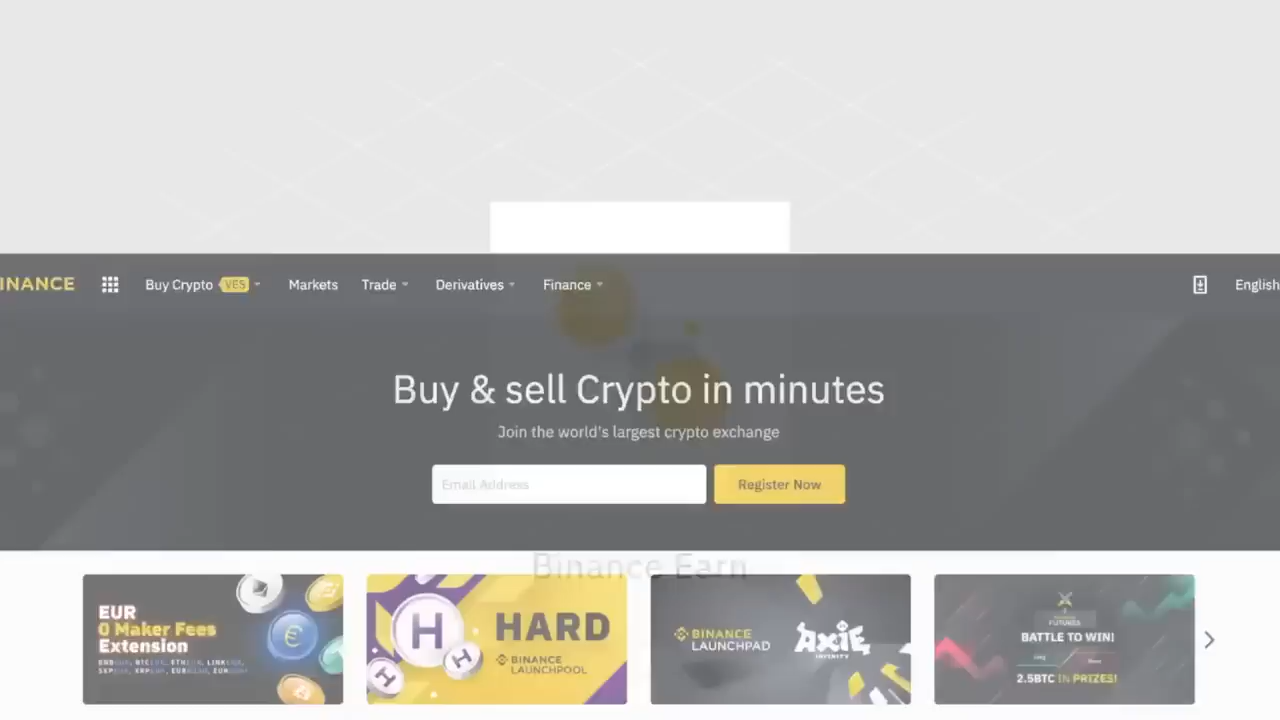 INANCE Buy Crypto VES Markets Trade Derivatives Finance English
Buy & sell Crypto in minutes
Join the world's largest crypto exchange
Email Address Register Now
Binance Earn
EUR
0 Maker Fees
Extension
HARD
BINANCE
LAUNCHPOOL
BINANCE
LAUNCHPAD
AXIE
INFINITY
FUTURES
BATTLE TO WIN!
2.5BTC IN PRIZES!